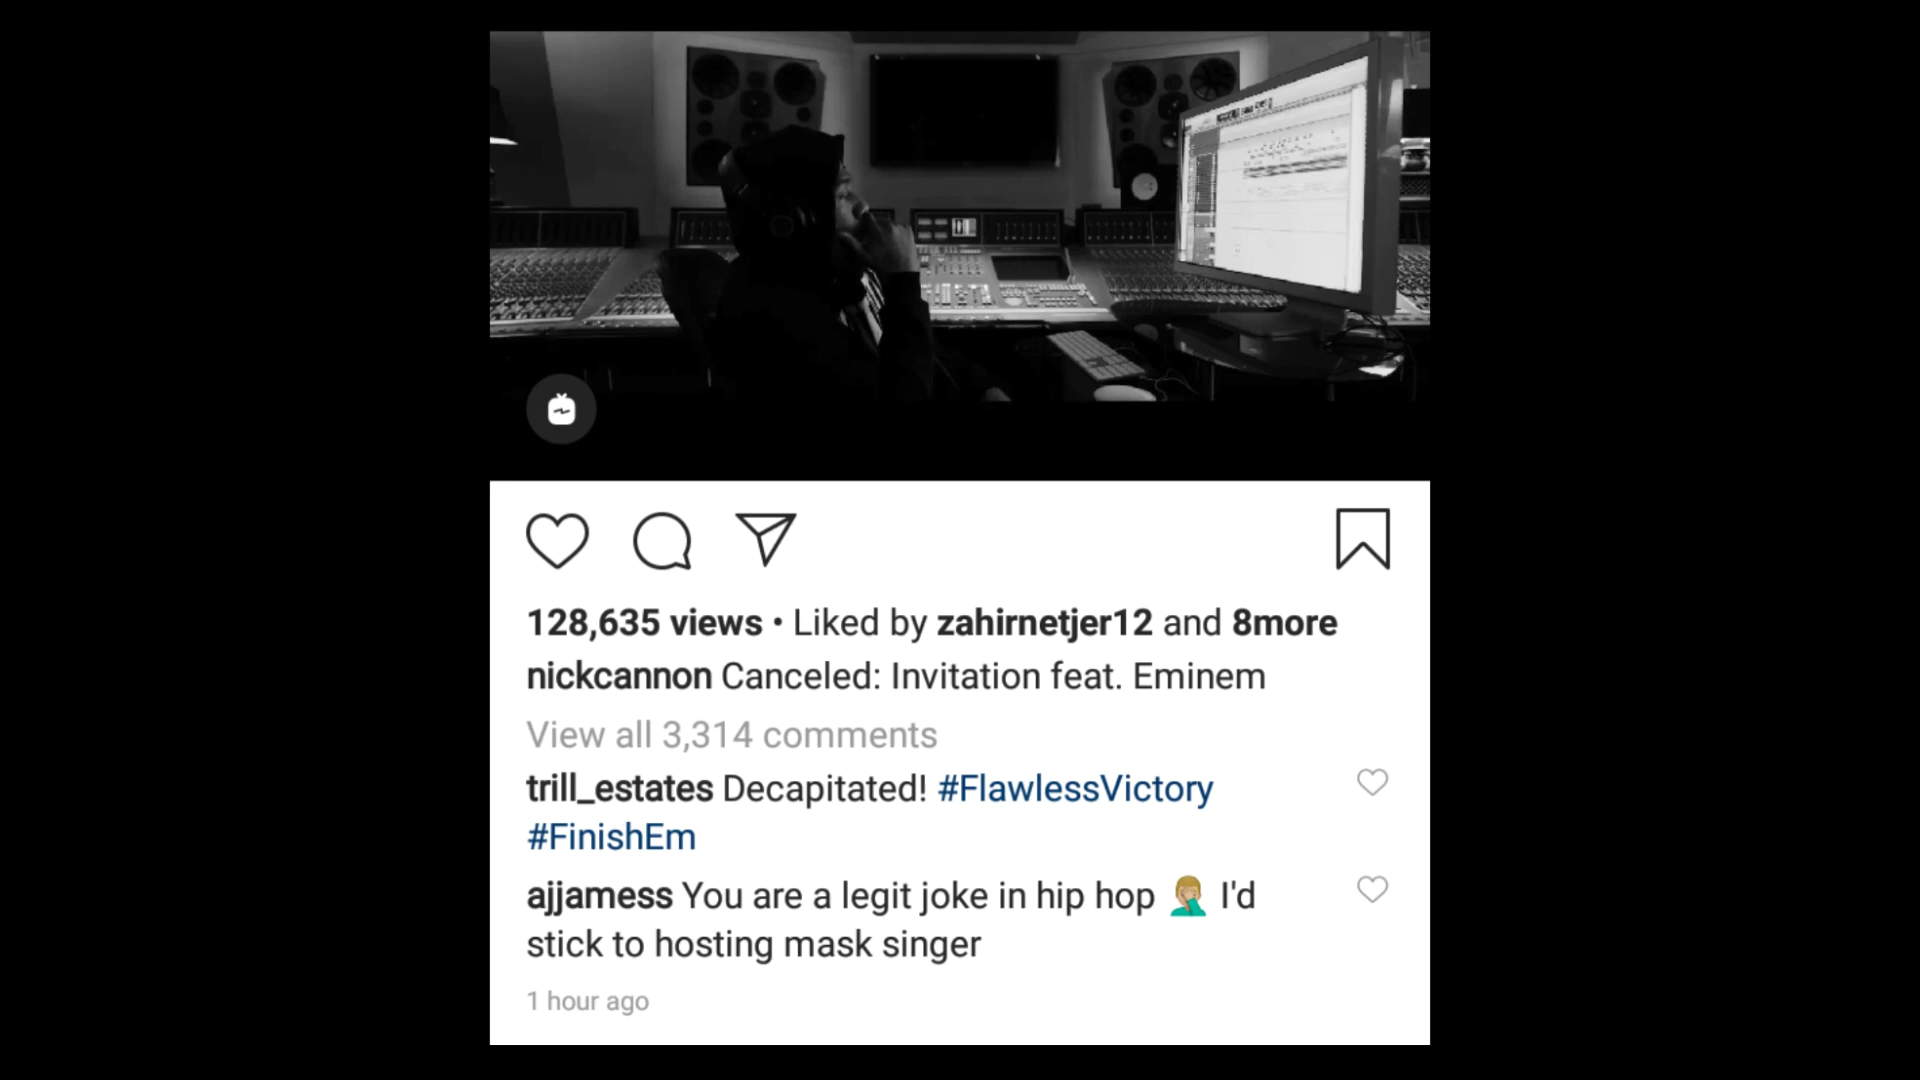 128,635 views • Liked by zahirnetjer12 and 8more
nickcannon Canceled: Invitation feat. Eminem
View all 3,314 comments
trill_estates Decapitated! #FlawlessVictory
#FinishEm
ajjamess You are a legit joke in hip hop 🤦🏼‍♂️ I'd
stick to hosting mask singer
1 hour ago